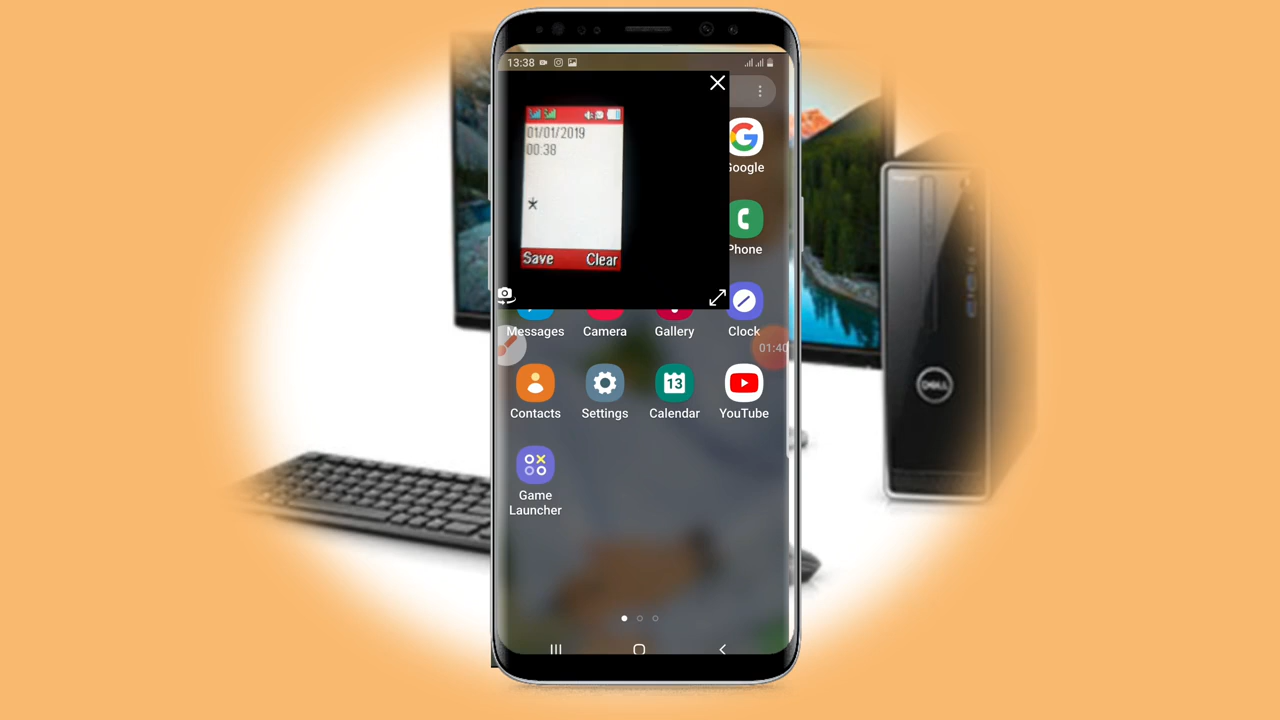 13:38
01/01/2019
00:38
*
Save
Clear
Google
Phone
Messages
Camera
Gallery
Clock
01:40
Contacts
Settings
13
Calendar
YouTube
Game
Launcher
DELL